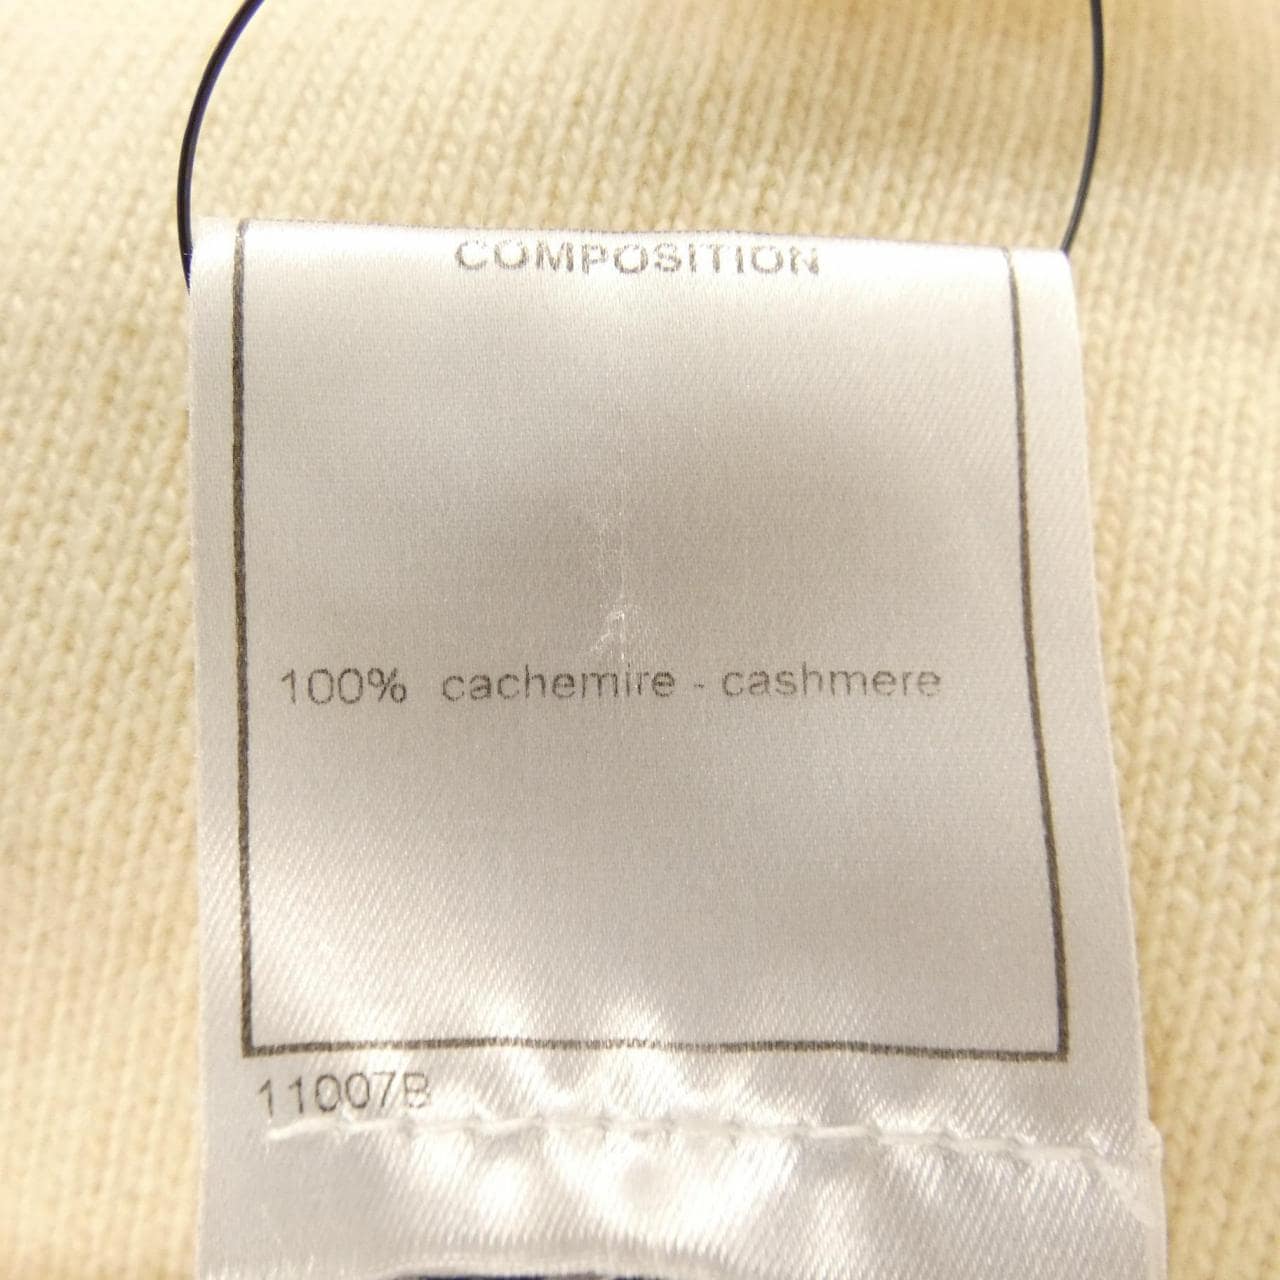 COMPOSITION
100% cachemire - cashmere
11007B